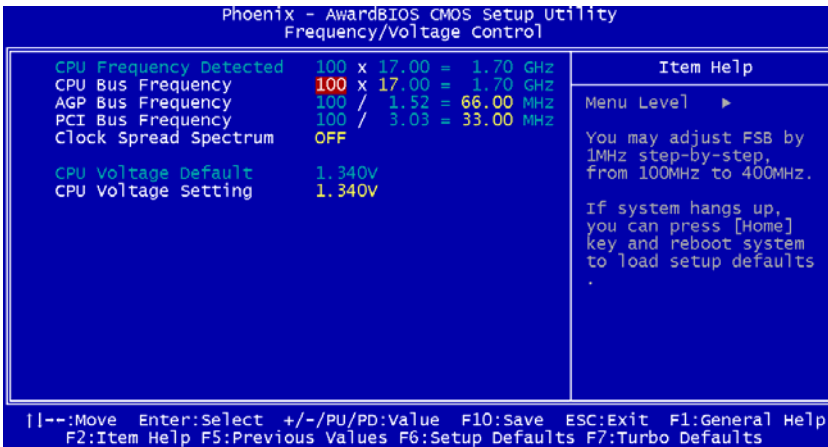 Phoenix - AwardBIOS CMOS Setup Utility
Frequency/Voltage Control
CPU Frequency Detected 100 x 17.00 = 1.70 GHz
CPU Bus Frequency 100 x 17.00 = 1.70 GHz
AGP Bus Frequency 100 / 1.52 = 66.00 MHz
PCI Bus Frequency 100 / 3.03 = 33.00 MHz
Clock Spread Spectrum OFF
CPU Voltage Default 1.340V
CPU Voltage Setting 1.340V
Item Help
Menu Level ▶
You may adjust FSB by
1MHz step-by-step,
from 100MHz to 400MHz.
If system hangs up,
you can press [Home]
key and reboot system
to load setup defaults
.
↑|--:Move Enter:Select +/-/PU/PD:Value F10:Save ESC:Exit F1:General Help
F2:Item Help F5:Previous Values F6:Setup Defaults F7:Turbo Defaults